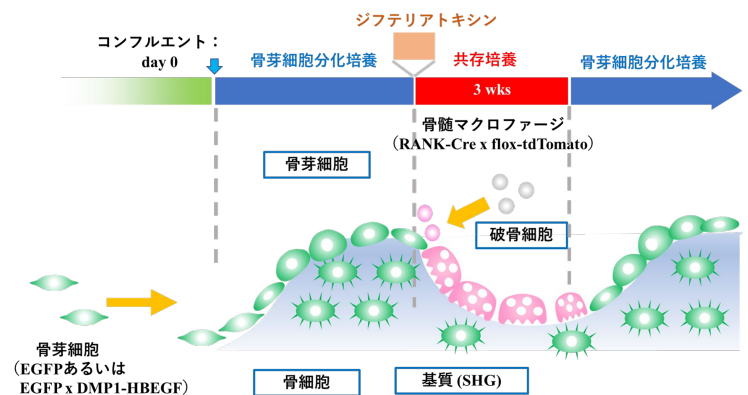 ジフテリアトキシン
コンフルエント：
day 0
骨芽細胞分化培養
共存培養
骨芽細胞分化培養
3 wks
骨髄マクロファージ
（RANK-Cre x flox-tdTomato）
骨芽細胞
破骨細胞
骨芽細胞
（EGFPあるいは
EGFP x DMP1-HBEGF）
骨細胞
基質 (SHG)